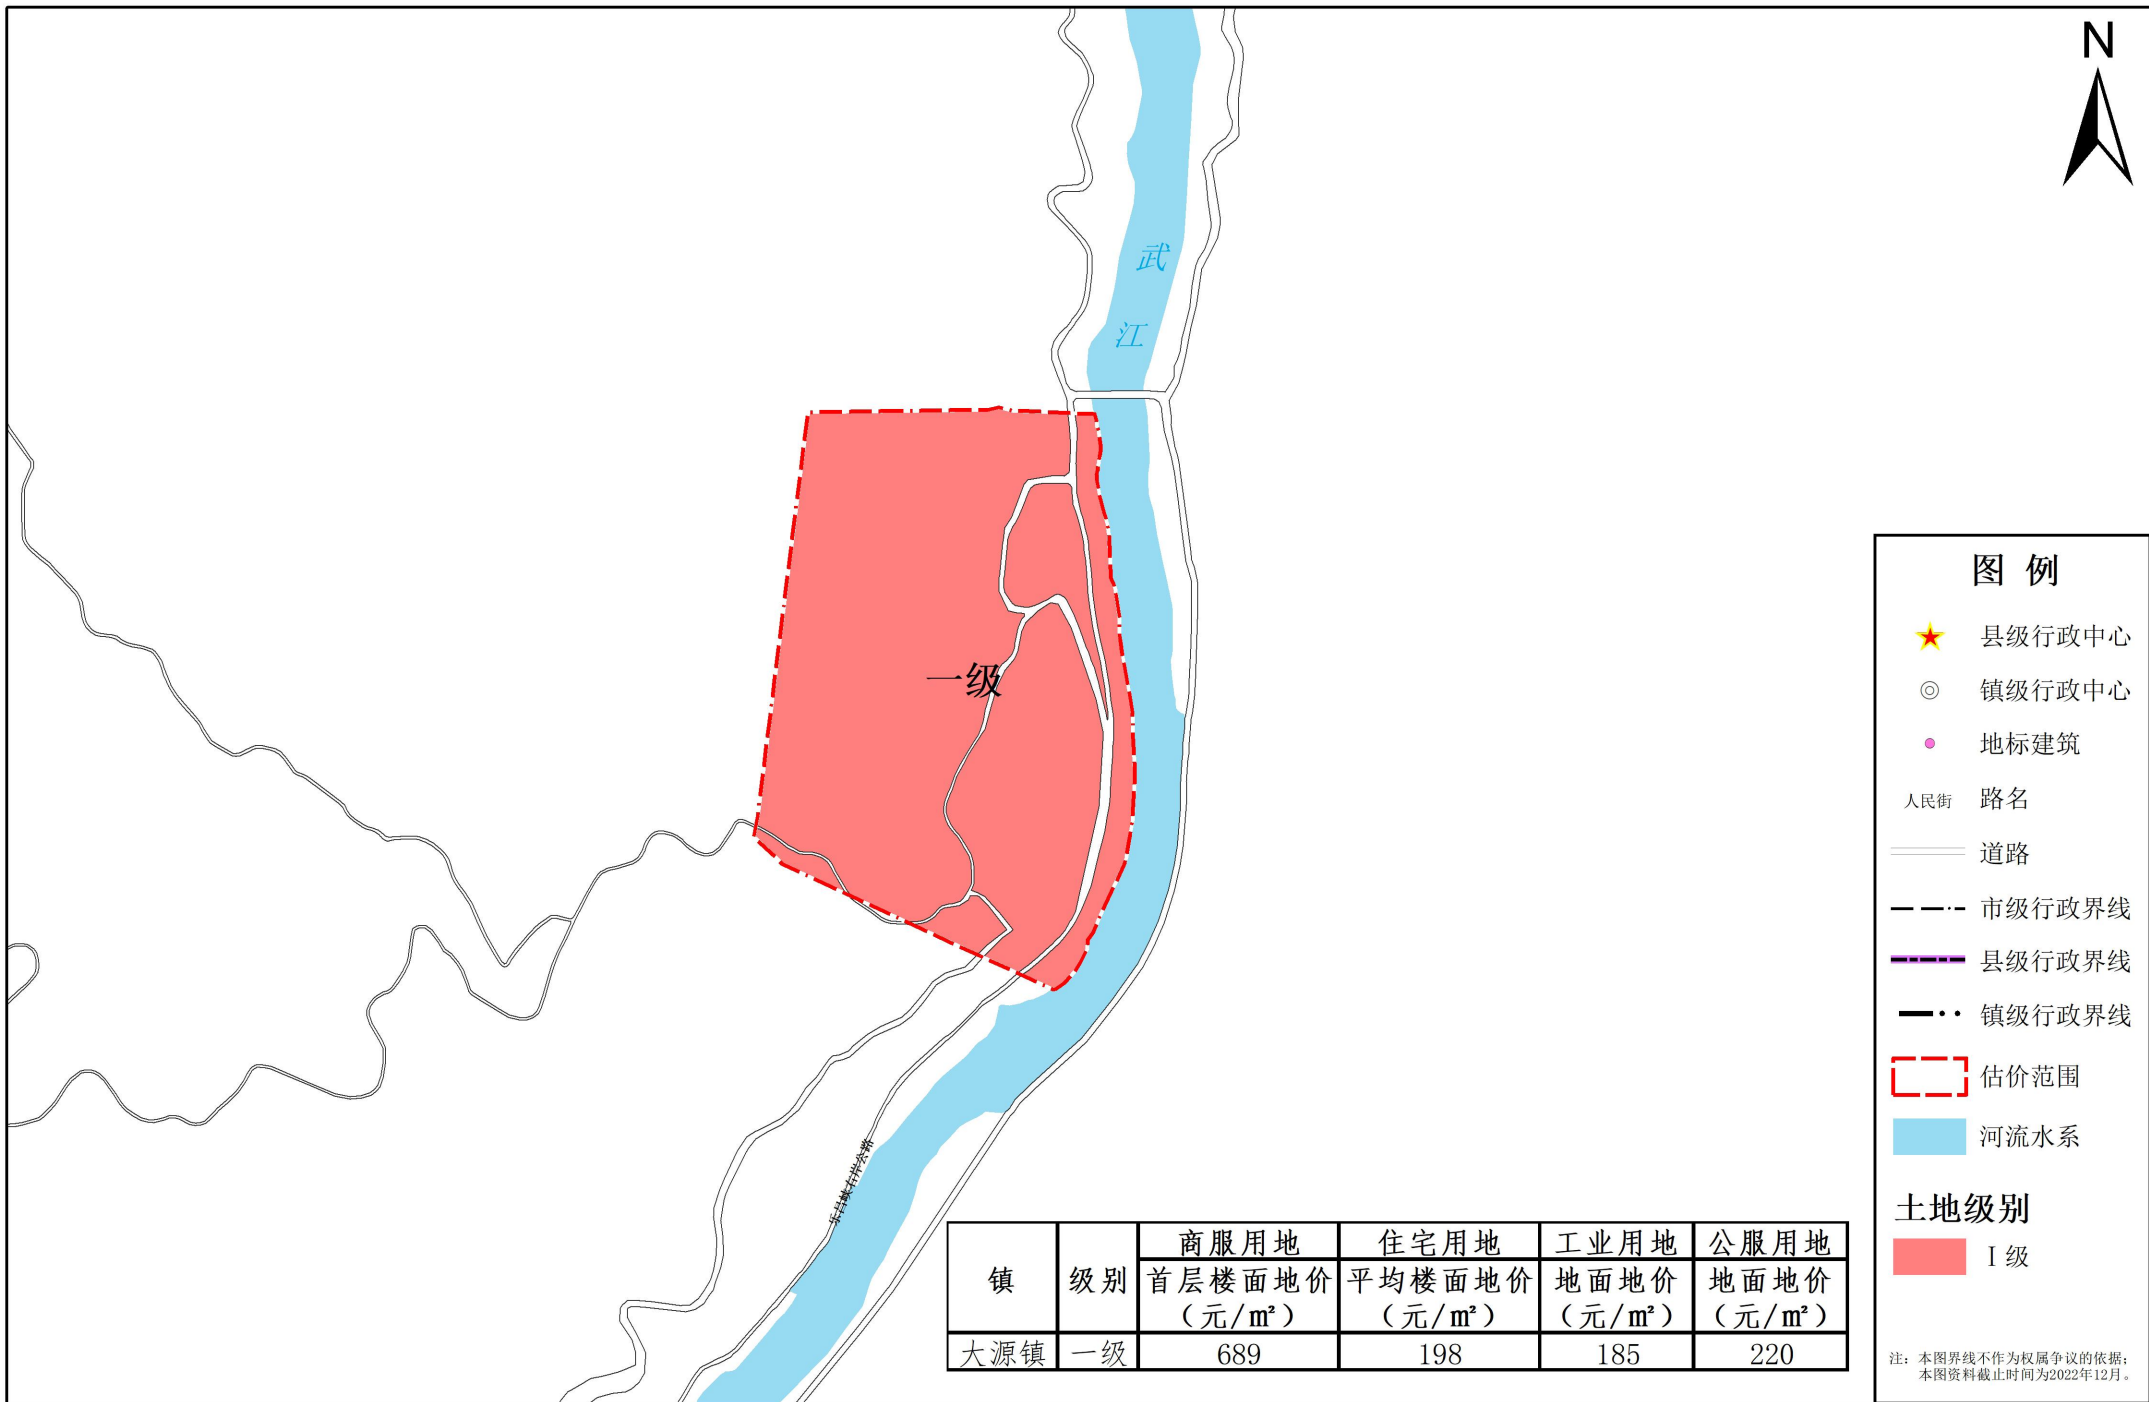 N
武
江
一级
乐昌峡右岸公路
图 例
县级行政中心
镇级行政中心
地标建筑
人民街 路名
道路
市级行政界线
县级行政界线
镇级行政界线
估价范围
河流水系
土地级别
Ⅰ级
镇 级别 商服用地 住宅用地 工业用地 公服用地
首层楼面地价 平均楼面地价 地面地价 地面地价
（元/㎡） （元/㎡） （元/㎡） （元/㎡）
大源镇 一级 689 198 185 220
注：本图界线不作为权属争议的依据；
本图资料截止时间为2022年12月。